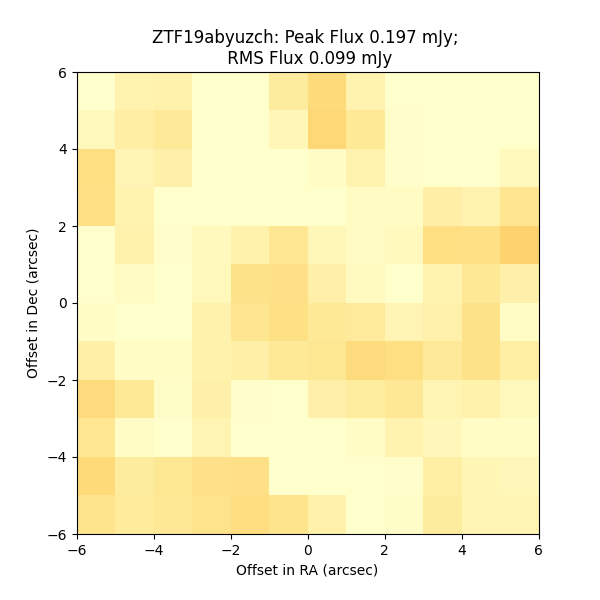 ZTF19abyuzch: Peak Flux 0.197 mJy;
RMS Flux 0.099 mJy
6
4
2
0
−2
−4
−6
Offset in Dec (arcsec)
−6 −4 −2 0 2 4 6
Offset in RA (arcsec)